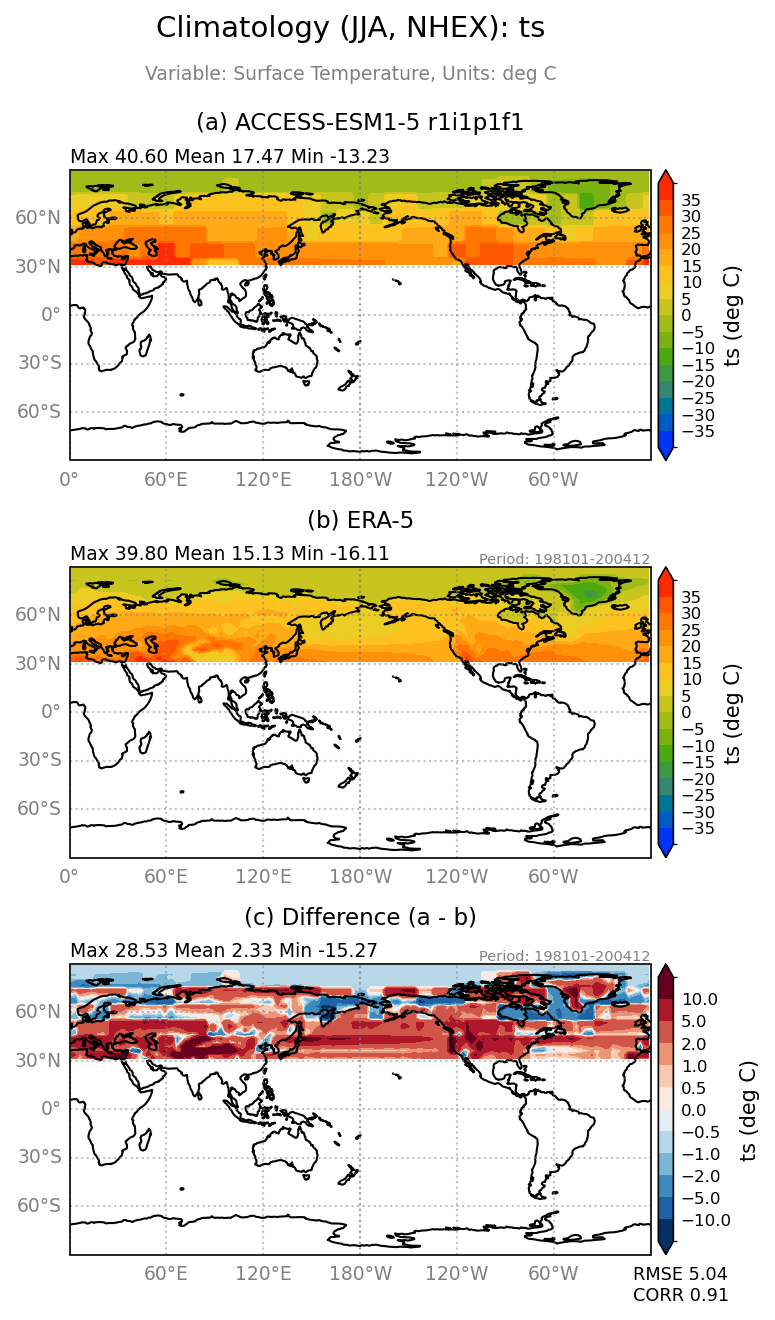 Climatology (JJA, NHEX): ts
Variable: Surface Temperature, Units: deg C
(a) ACCESS-ESM1-5 r1i1p1f1
Max 40.60 Mean 17.47 Min -13.23
60°N
30°N
0°
30°S
60°S
0°
60°E
120°E
180°W
120°W
60°W
35
30
25
20
15
10
5
0
−5
−10
−15
−20
−25
−30
−35
ts (deg C)
(b) ERA-5
Max 39.80 Mean 15.13 Min -16.11
Period: 198101-200412
60°N
30°N
0°
30°S
60°S
0°
60°E
120°E
180°W
120°W
60°W
35
30
25
20
15
10
5
0
−5
−10
−15
−20
−25
−30
−35
ts (deg C)
(c) Difference (a - b)
Max 28.53 Mean 2.33 Min -15.27
Period: 198101-200412
60°N
30°N
0°
30°S
60°S
60°E
120°E
180°W
120°W
60°W
10.0
5.0
2.0
1.0
0.5
0.0
−0.5
−1.0
−2.0
−5.0
−10.0
ts (deg C)
RMSE 5.04
CORR 0.91